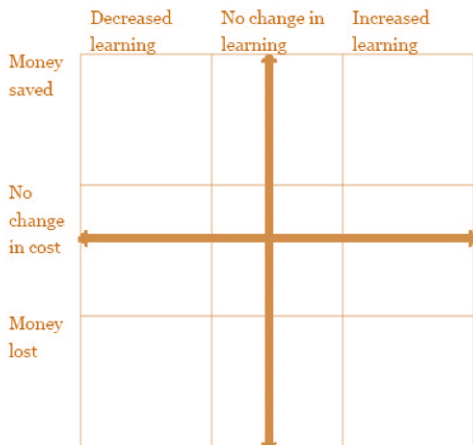 Decreased
learning
No change in
learning
Increased
learning
Money
saved
No
change
in cost
Money
lost